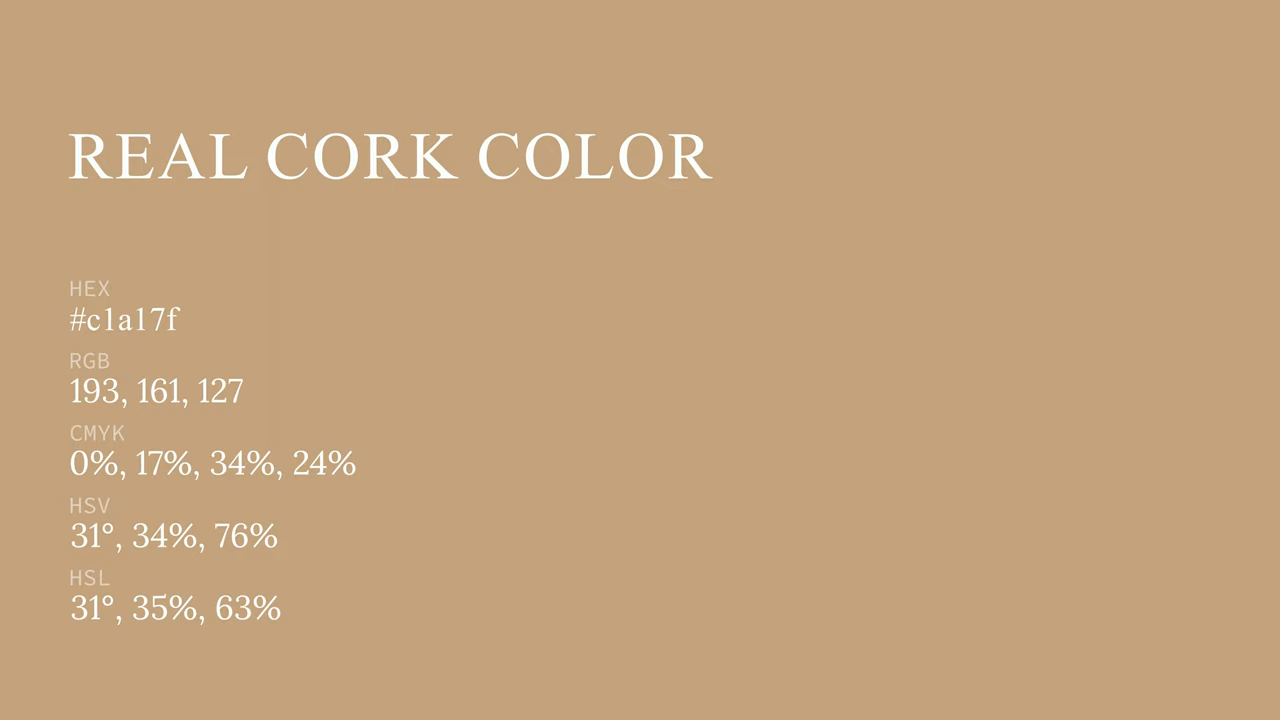 REAL CORK COLOR
HEX
#c1a17f
RGB
193, 161, 127
CMYK
0%, 17%, 34%, 24%
HSV
31°, 34%, 76%
HSL
31°, 35%, 63%